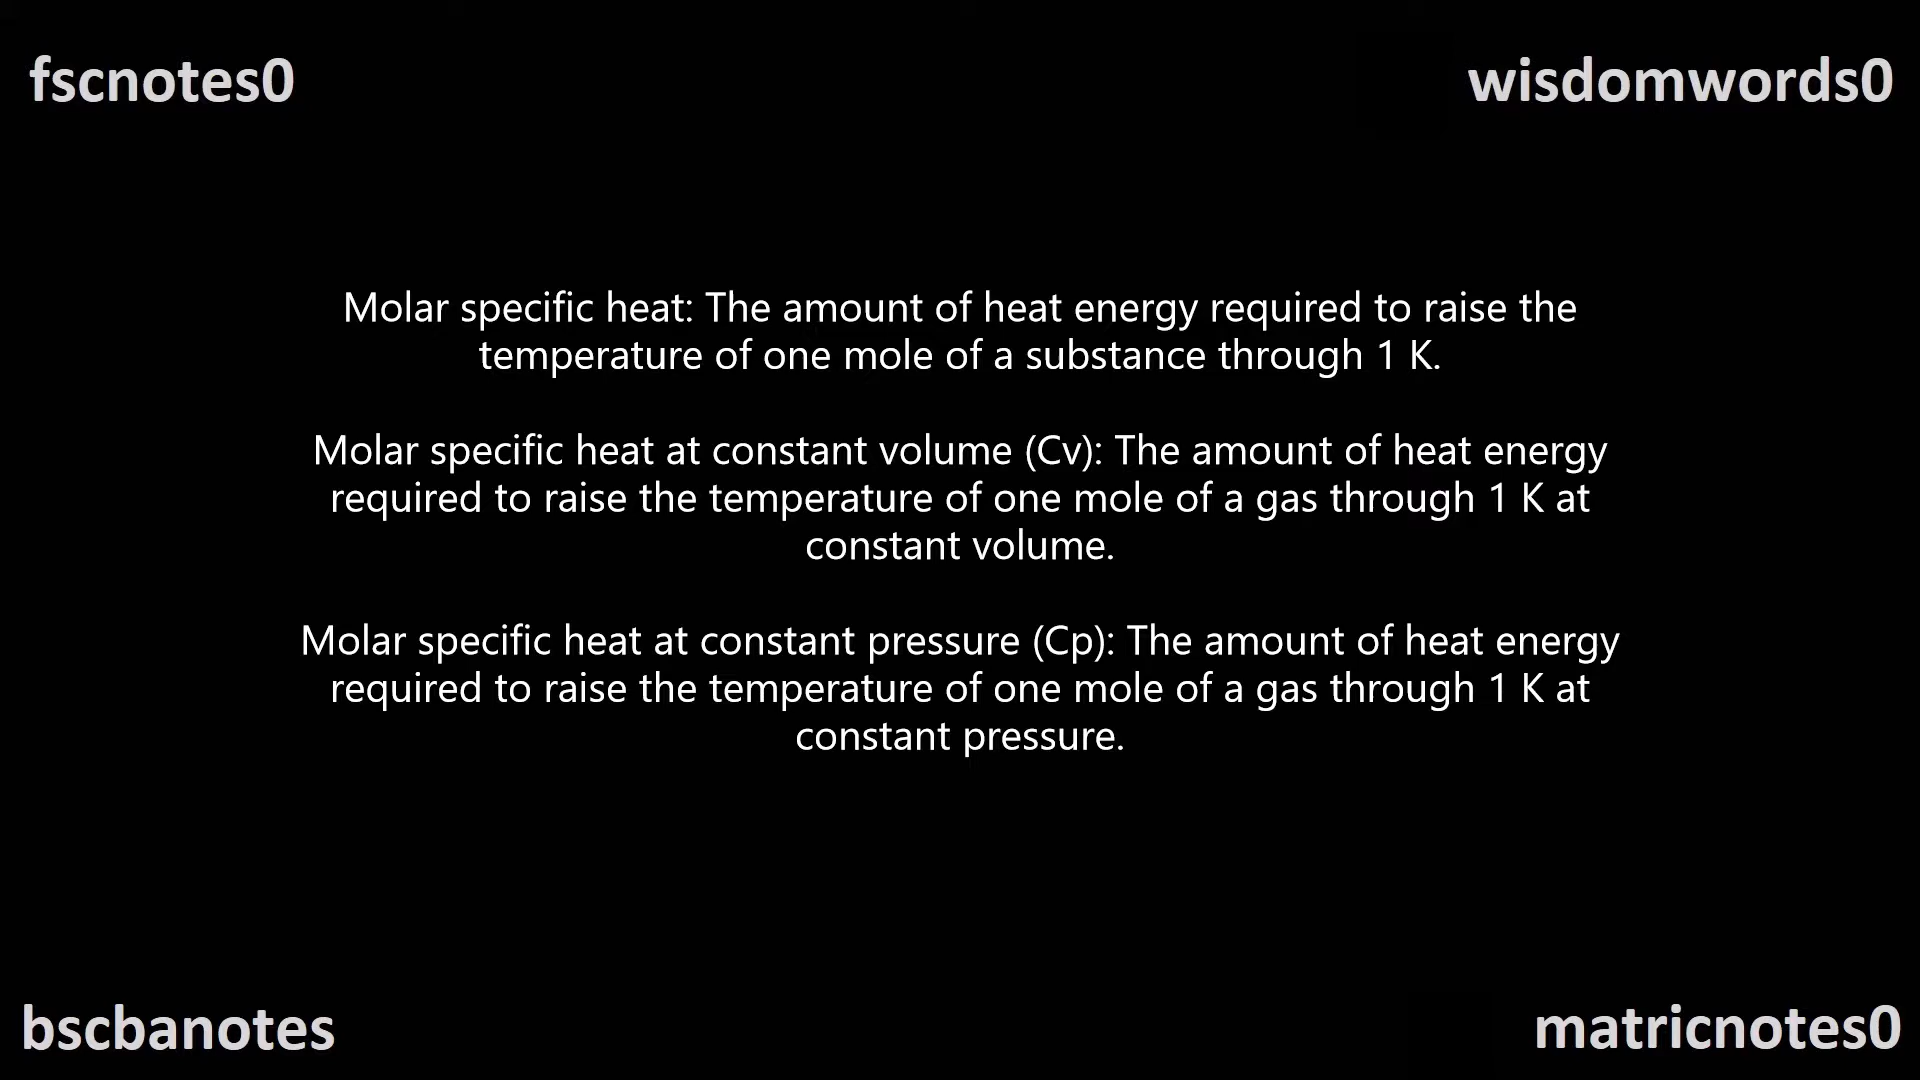 fscnotes0
wisdomwords0
Molar specific heat: The amount of heat energy required to raise the
temperature of one mole of a substance through 1 K.
Molar specific heat at constant volume (Cv): The amount of heat energy
required to raise the temperature of one mole of a gas through 1 K at
constant volume.
Molar specific heat at constant pressure (Cp): The amount of heat energy
required to raise the temperature of one mole of a gas through 1 K at
constant pressure.
bscbanotes
matricnotes0